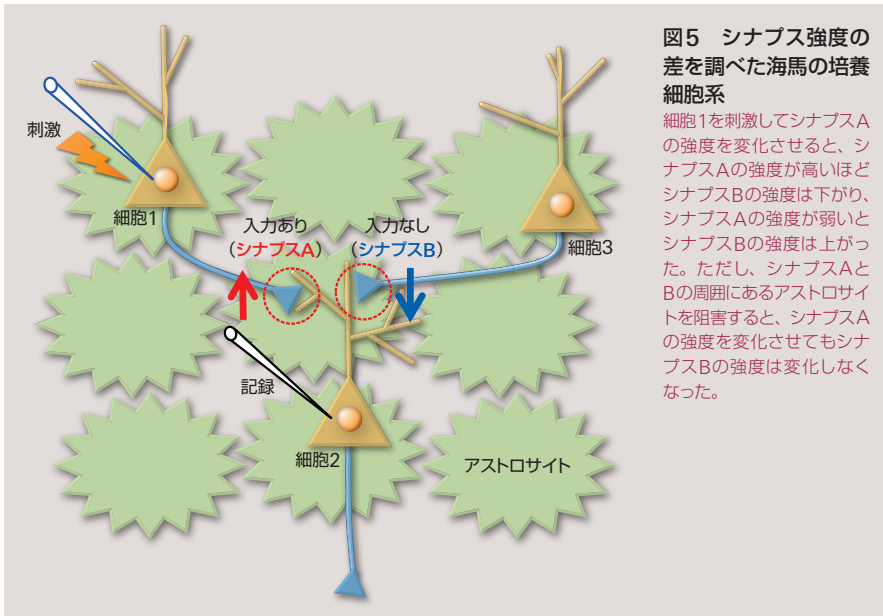 図5 シナプス強度の
差を調べた海馬の培養
細胞系
細胞1を刺激してシナプスA
の強度を変化させると、シ
ナプスAの強度が高いほど
シナプスBの強度は下がり、
シナプスAの強度が弱いと
シナプスBの強度は上がっ
た。ただし、シナプスAと
Bの周囲にあるアストロサイ
トを阻害すると、シナプスA
の強度を変化させてもシナ
プスBの強度は変化しなく
なった。
刺激
細胞1
入力あり
（シナプスA）
入力なし
（シナプスB）
細胞3
記録
細胞2
アストロサイト